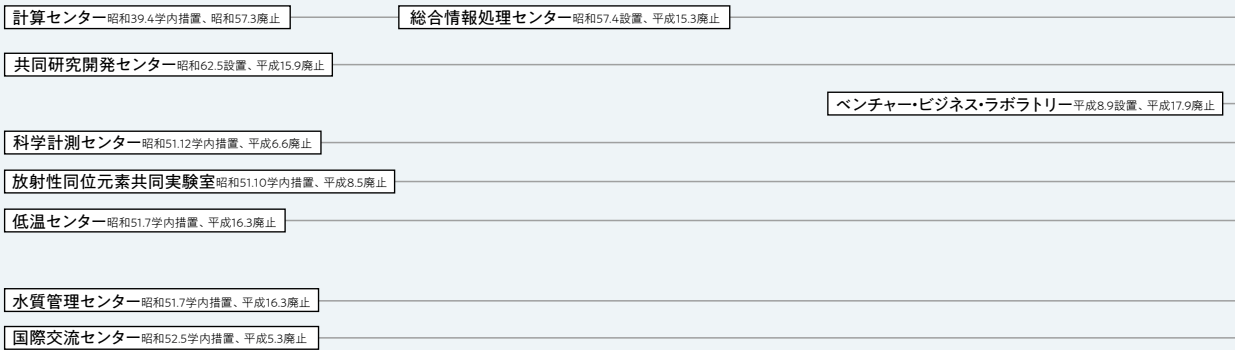 計算センター昭和39.4学内措置、昭和57.3廃止
総合情報処理センター昭和57.4設置、平成15.3廃止
共同研究開発センター昭和62.5設置、平成15.9廃止
ベンチャー・ビジネス・ラボラトリー平成8.9設置、平成17.9廃止
科学計測センター昭和51.12学内措置、平成6.6廃止
放射性同位元素共同実験室昭和51.10学内措置、平成8.5廃止
低温センター昭和51.7学内措置、平成16.3廃止
水質管理センター昭和51.7学内措置、平成16.3廃止
国際交流センター昭和52.5学内措置、平成5.3廃止